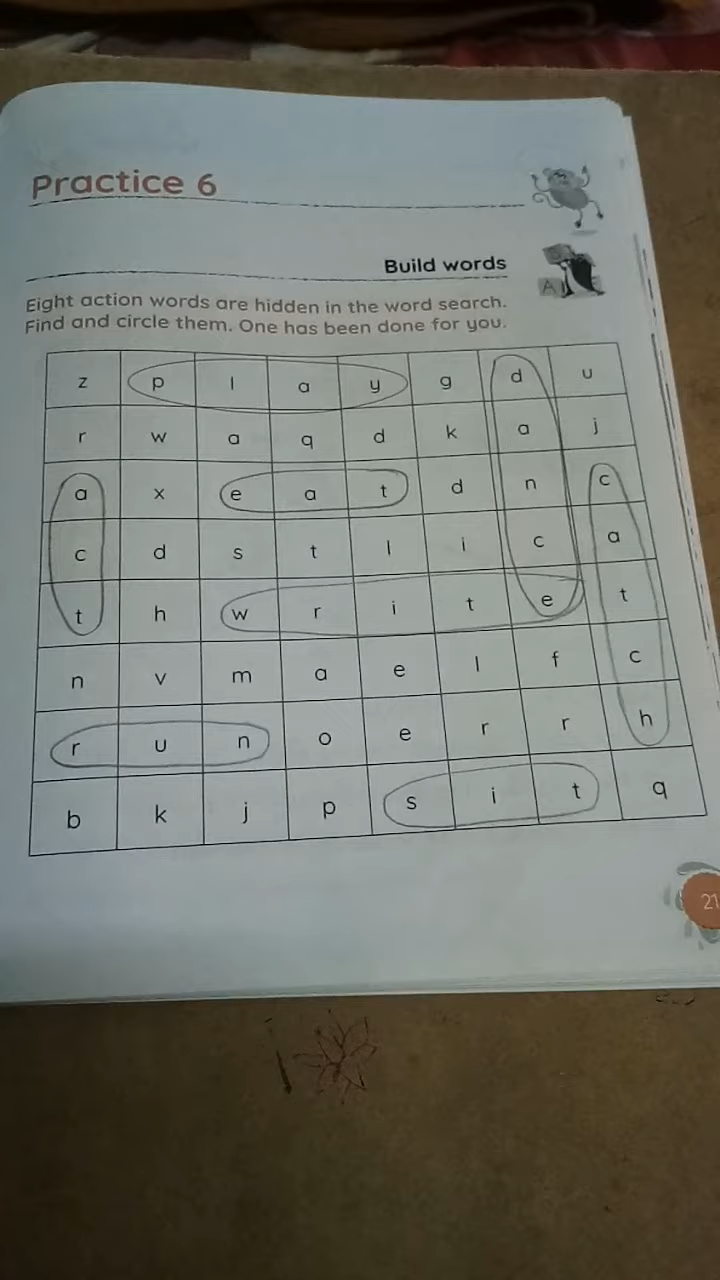 Practice 6
Build words
A
Eight action words are hidden in the word search.
Find and circle them. One has been done for you.
z p l a y g d u
r w a q d k a j
a x e a t d n c
c d s t l i c a
t h w r i t e t
n v m a e l f c
r u n o e r r h
b k j p s i t q
21